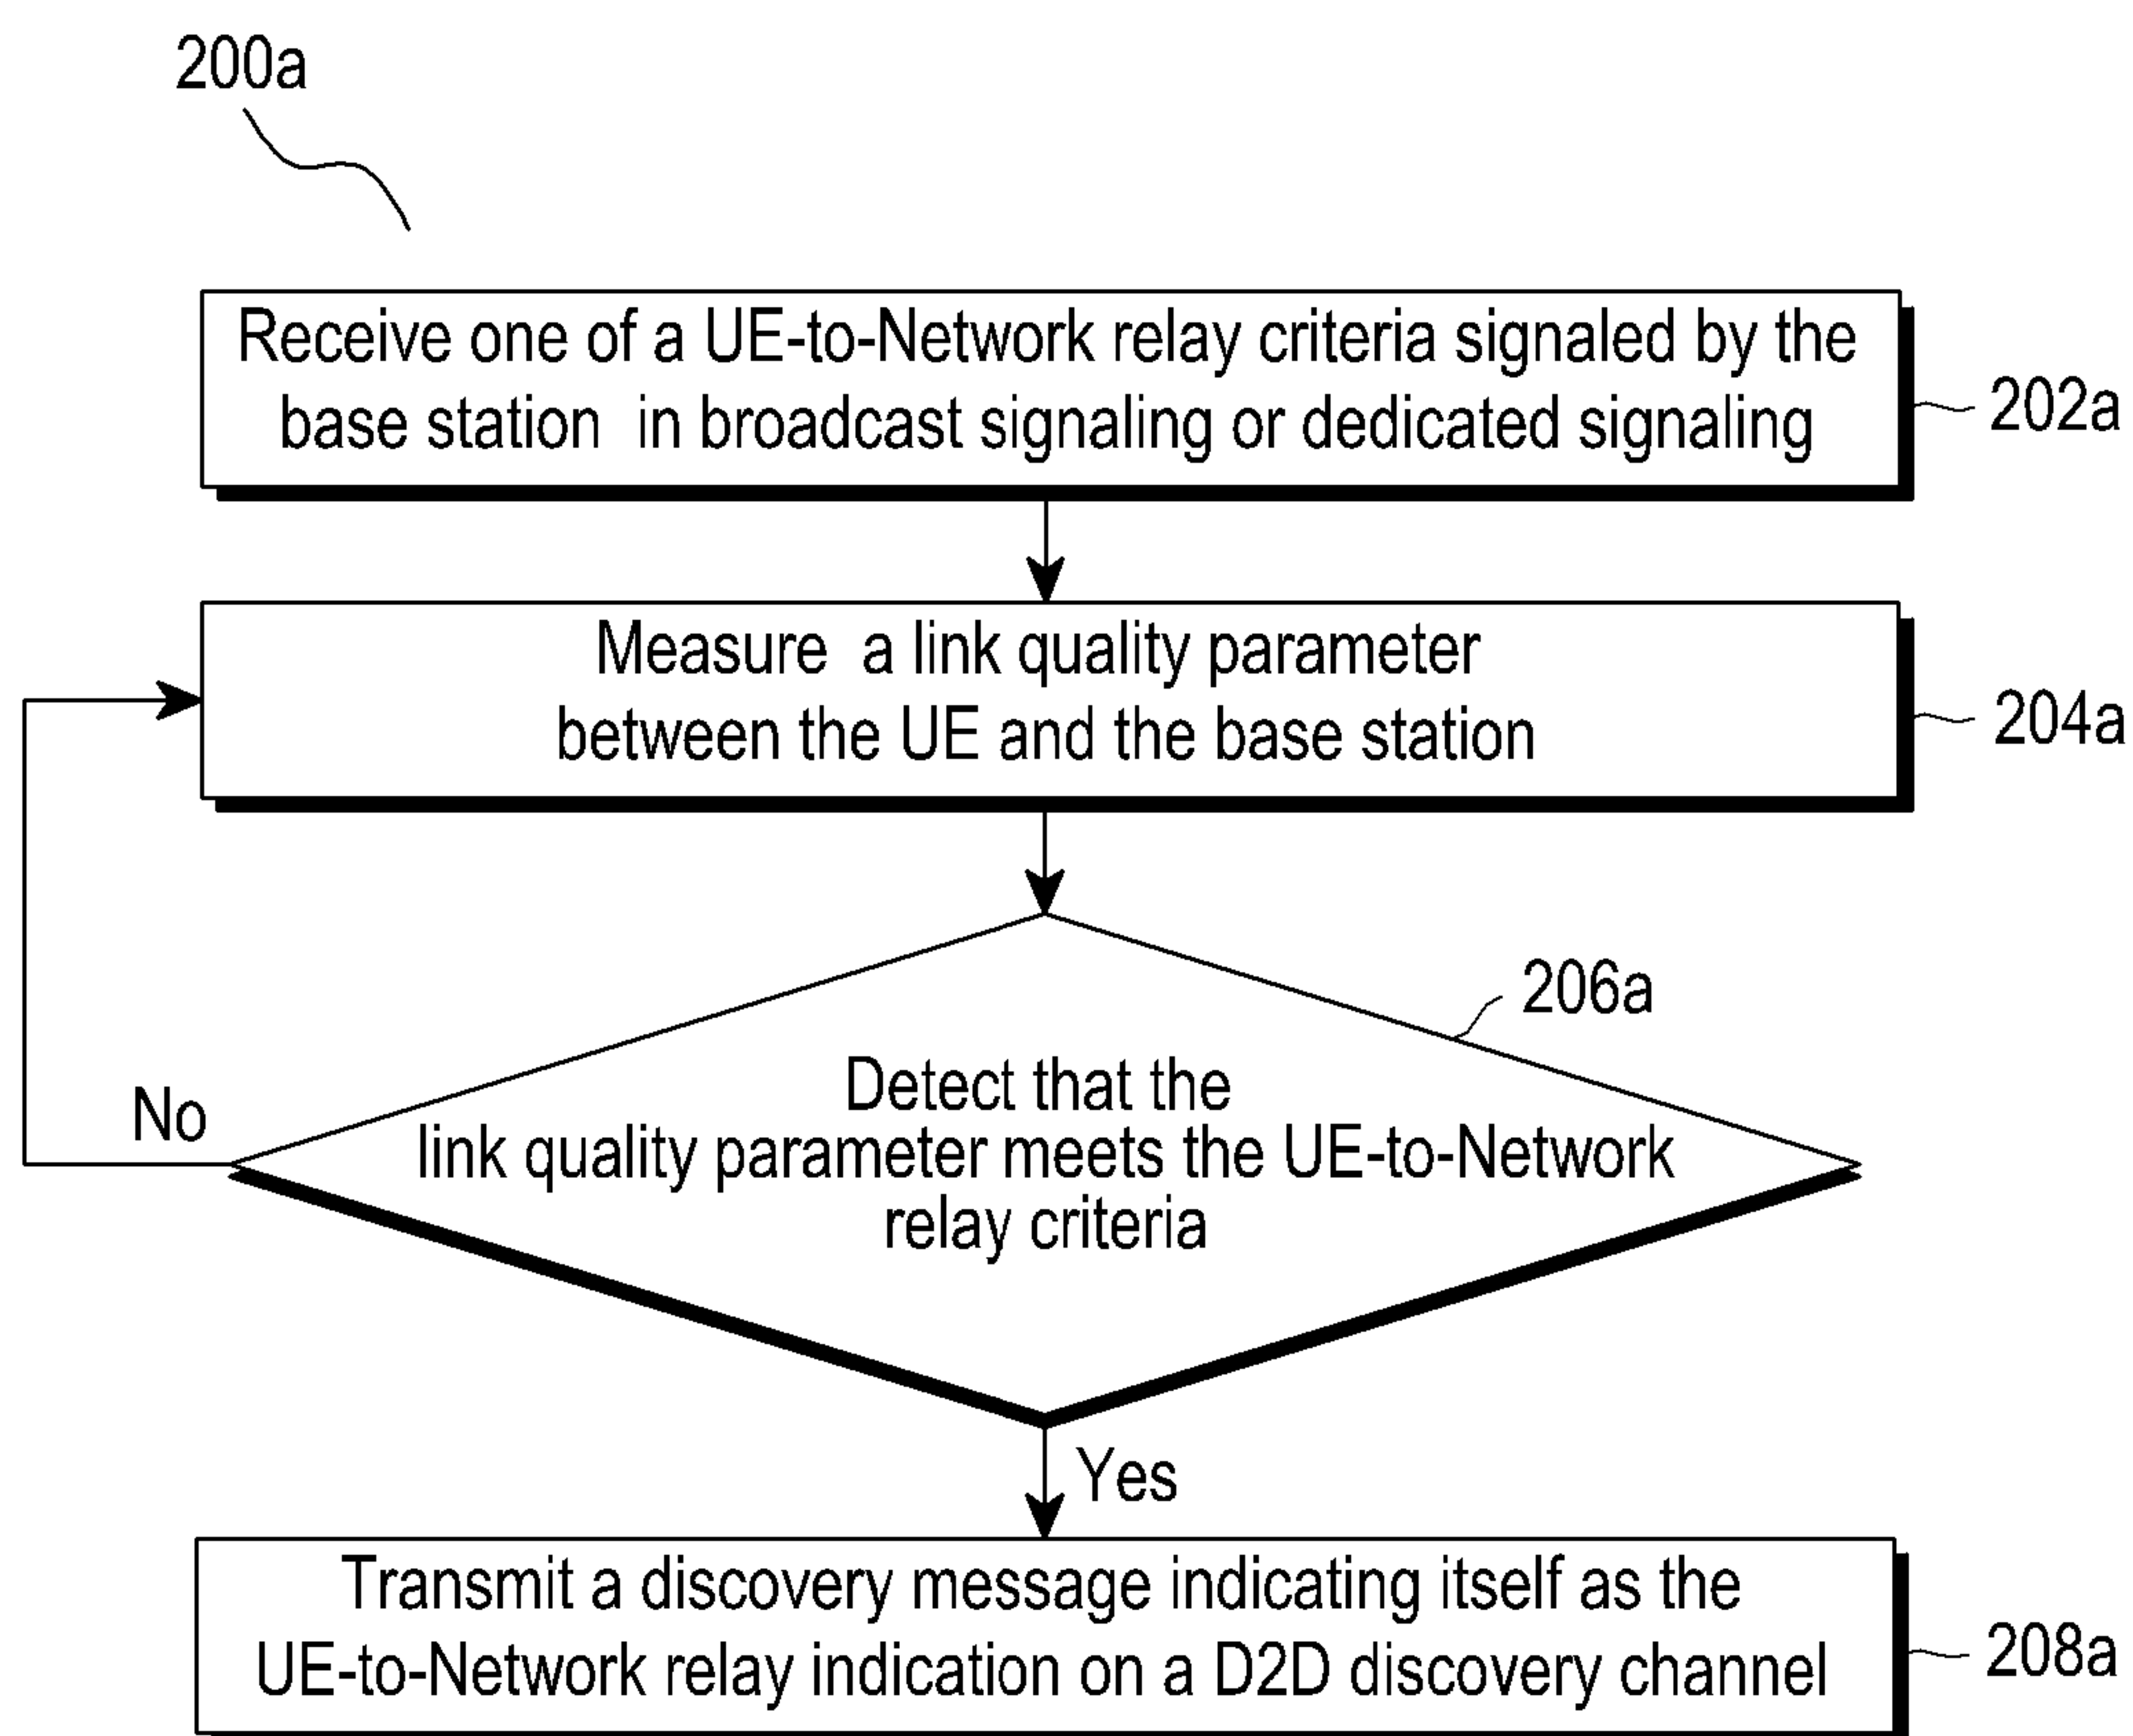 200a
Receive one of a UE-to-Network relay criteria signaled by the
base station in broadcast signaling or dedicated signaling
202a
Measure a link quality parameter
between the UE and the base station
204a
206a
Detect that the
link quality parameter meets the UE-to-Network
relay criteria
No
Yes
Transmit a discovery message indicating itself as the
UE-to-Network relay indication on a D2D discovery channel
208a